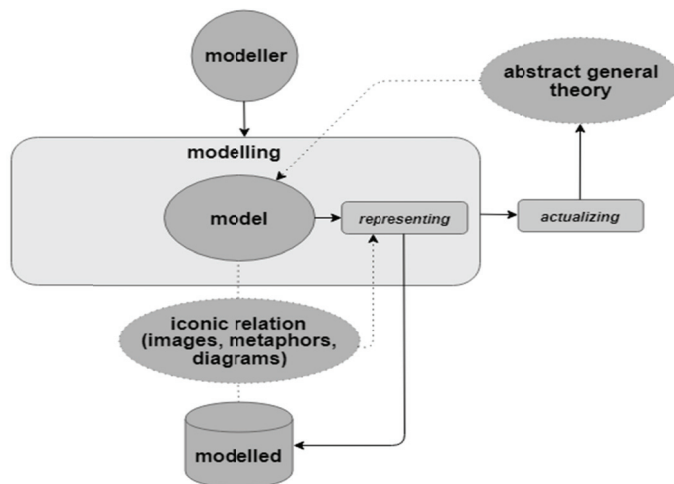 modeller
abstract general
theory
modelling
model
representing
actualizing
iconic relation
(images, metaphors,
diagrams)
modelled